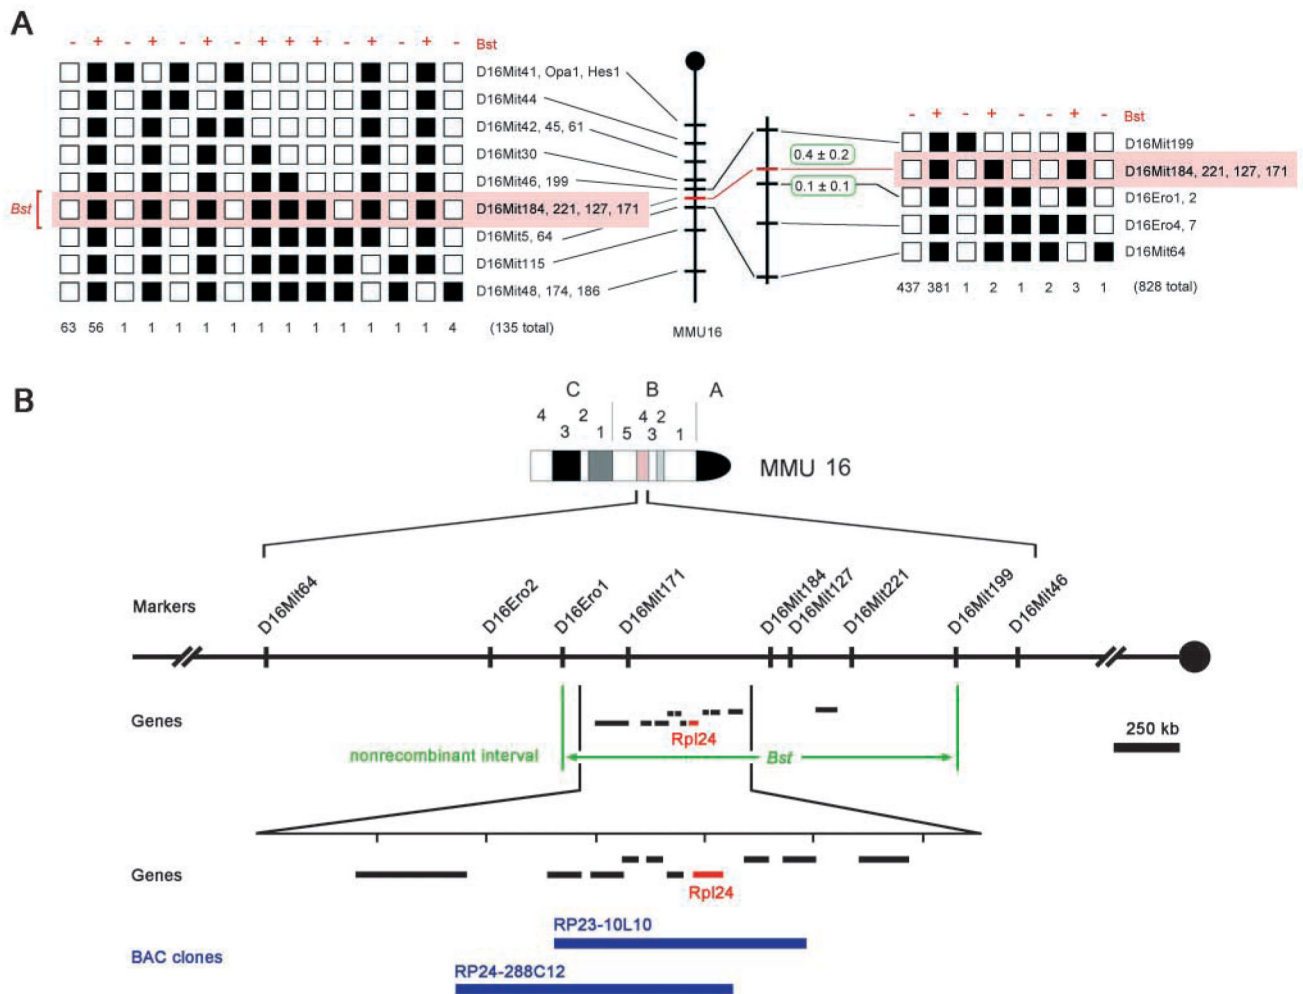 A
- + - + - + - + + + - + - + - Bst
D16Mit41, Opa1, Hes1
D16Mit44
D16Mit42, 45, 61
D16Mit30
D16Mit46, 199
Bst
D16Mit184, 221, 127, 171
D16Mit5, 64
D16Mit115
D16Mit48, 174, 186
63 56 1 1 1 1 1 1 1 1 1 1 1 1 4 (135 total)
MMU16
0.4 ± 0.2
0.1 ± 0.1
- + - + - - + - Bst
D16Mit199
D16Mit184, 221, 127, 171
D16Ero1, 2
D16Ero4, 7
D16Mit64
437 381 1 2 1 2 3 1 (828 total)
B
C B A
4 3 2 1 5 4 3 2 1
MMU 16
Markers
D16Mit64
D16Ero2
D16Ero1
D16Mit171
D16Mit184
D16Mit127
D16Mit221
D16Mit199
D16Mit46
Genes
Rpl24
250 kb
nonrecombinant interval
Bst
Genes
Rpl24
RP23-10L10
BAC clones
RP24-288C12